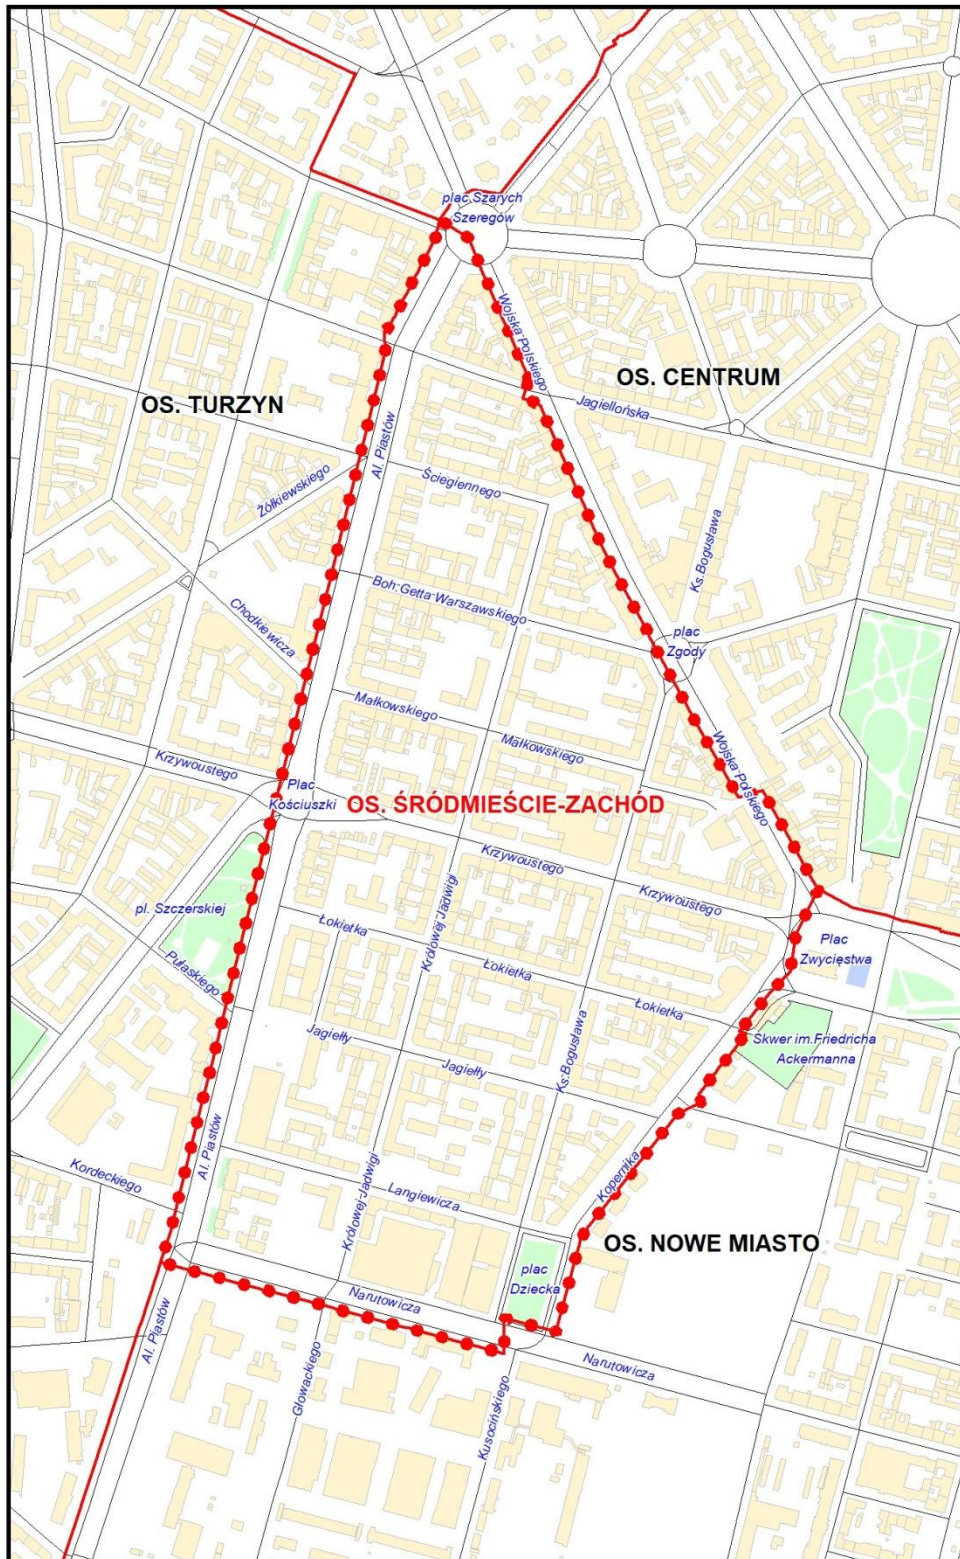 plac Szarych
Szeregów
Wojska Polskiego
OS. CENTRUM
OS. TURZYN
Jagiellońska
Al. Piastów
Ściegiennego
Żółkiewskiego
Ks.Bogusława
Boh. Getta Warszawskiego
Chodkiewicza
plac
Zgody
Małkowskiego
Małkowskiego
Wojska Polskiego
Krzywoustego
Plac
Kościuszki
OS. ŚRÓDMIEŚCIE-ZACHÓD
Krzywoustego
Krzywoustego
pl. Szczerskiej
Łokietka
Królowej Jadwigi
Plac
Zwycięstwa
Pułaskiego
Łokietka
Łokietka
Jagiełły
Jagiełły
Ks.Bogusława
Skwer im.Friedricha
Ackermanna
Al. Piastów
Kordeckiego
Królowej Jadwigi
Langiewicza
Kopernika
OS. NOWE MIASTO
plac
Dziecka
Narutowicza
Al. Piastów
Głowackiego
Narutowicza
Kusocińskiego